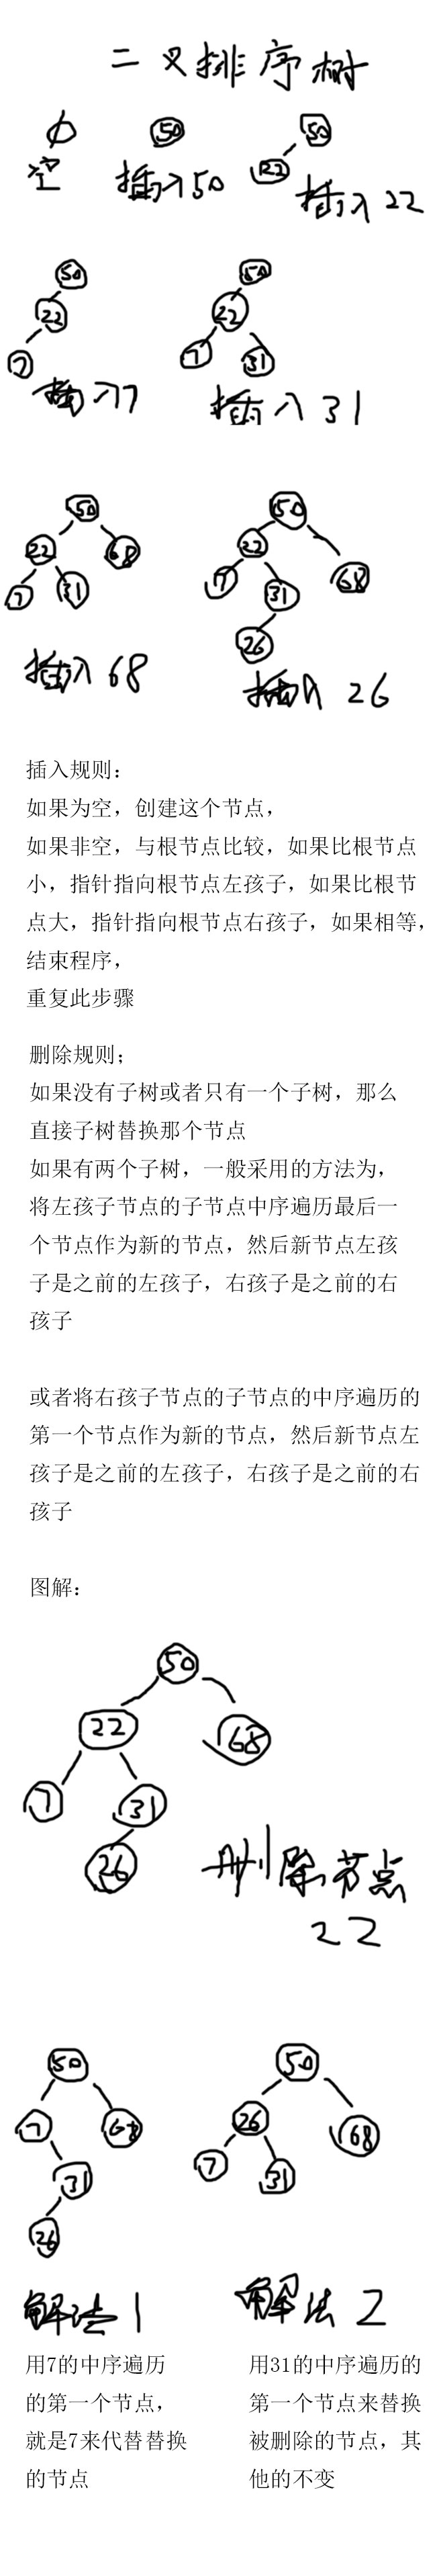 二叉排序树
50 50
空 22
插入50 插入22
50 50
22 22
7 7 31
插入7 插入31
50 50
22 68 22
7 31 7 68
31
26
插入68 插入26
插入规则：
如果为空，创建这个节点，
如果非空，与根节点比较，如果比根节点
小，指针指向根节点左孩子，如果比根节
点大，指针指向根节点右孩子，如果相等，
结束程序，
重复此步骤
删除规则；
如果没有子树或者只有一个子树，那么
直接子树替换那个节点
如果有两个子树，一般采用的方法为，
将左孩子节点的子节点中序遍历最后一
个节点作为新的节点，然后新节点左孩
子是之前的左孩子，右孩子是之前的右
孩子
或者将右孩子节点的子节点的中序遍历的
第一个节点作为新的节点，然后新节点左
孩子是之前的左孩子，右孩子是之前的右
孩子
图解：
50
22 68
7 31
26
删除节点
22
50 50
7 68 26 68
31 7 31
26
解法1 解法2
用7的中序遍历
的第一个节点，
就是7来代替替换
的节点
用31的中序遍历的
第一个节点来替换
被删除的节点，其
他的不变